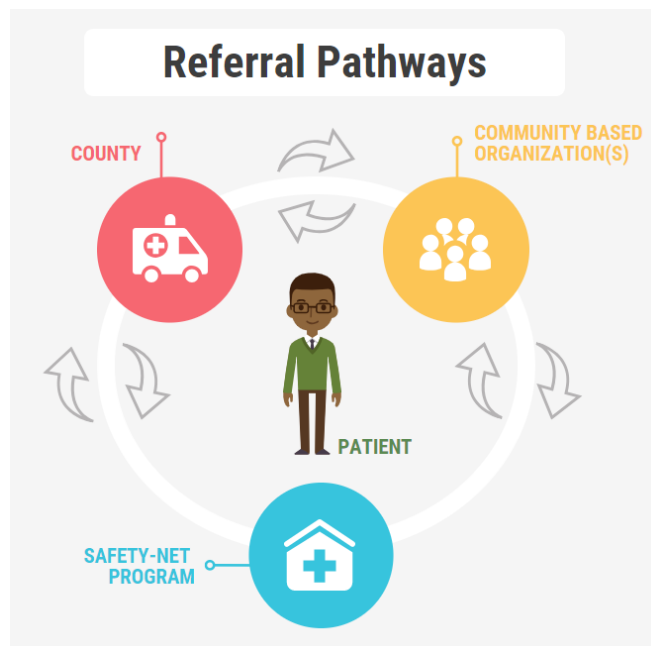 Referral Pathways
COUNTY
COMMUNITY BASED
ORGANIZATION(S)
PATIENT
SAFETY-NET
PROGRAM